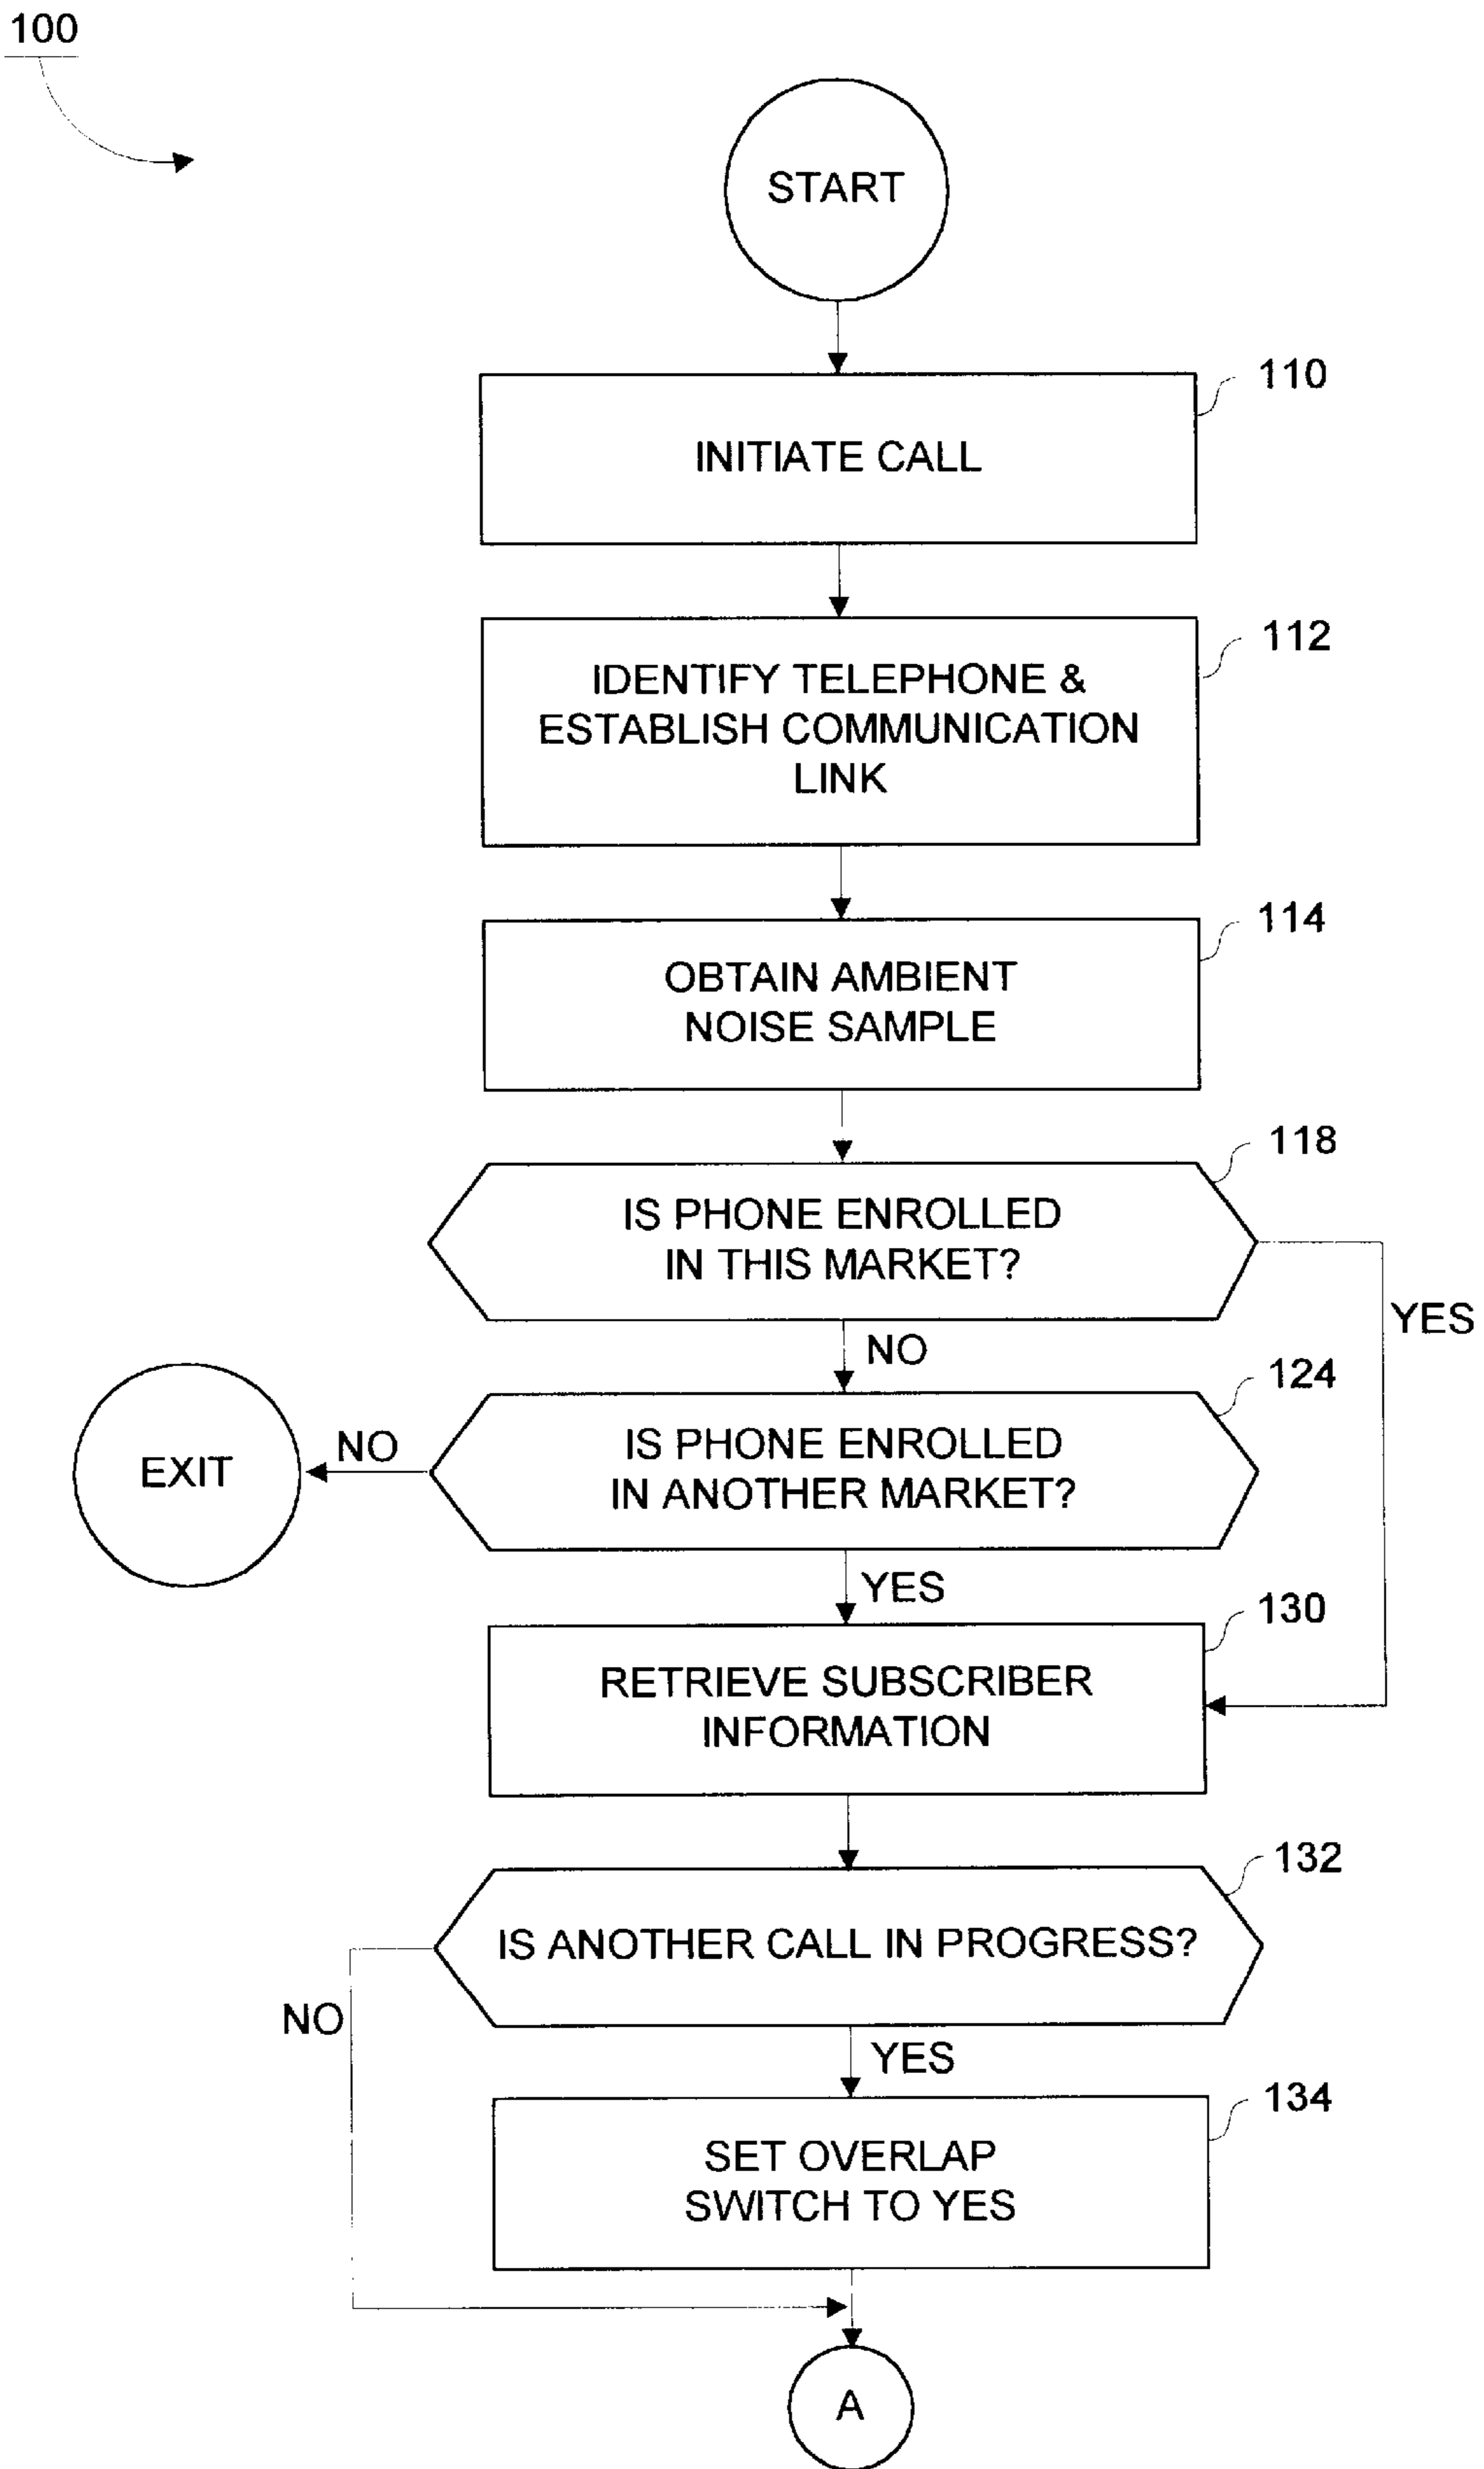 100
START
110
INITIATE CALL
112
IDENTIFY TELEPHONE &
ESTABLISH COMMUNICATION
LINK
114
OBTAIN AMBIENT
NOISE SAMPLE
118
IS PHONE ENROLLED
IN THIS MARKET?
YES
NO
124
IS PHONE ENROLLED
IN ANOTHER MARKET?
NO
EXIT
YES
130
RETRIEVE SUBSCRIBER
INFORMATION
132
IS ANOTHER CALL IN PROGRESS?
NO
YES
134
SET OVERLAP
SWITCH TO YES
A